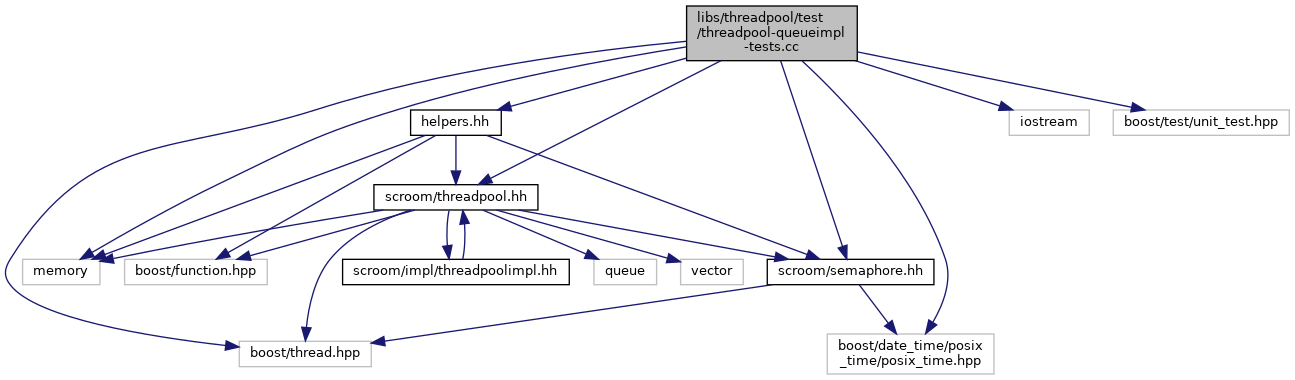 libs/threadpool/test
/threadpool-queueimpl
-tests.cc
helpers.hh
iostream
boost/test/unit_test.hpp
scroom/threadpool.hh
memory
boost/function.hpp
scroom/impl/threadpoolimpl.hh
queue
vector
scroom/semaphore.hh
boost/thread.hpp
boost/date_time/posix
_time/posix_time.hpp